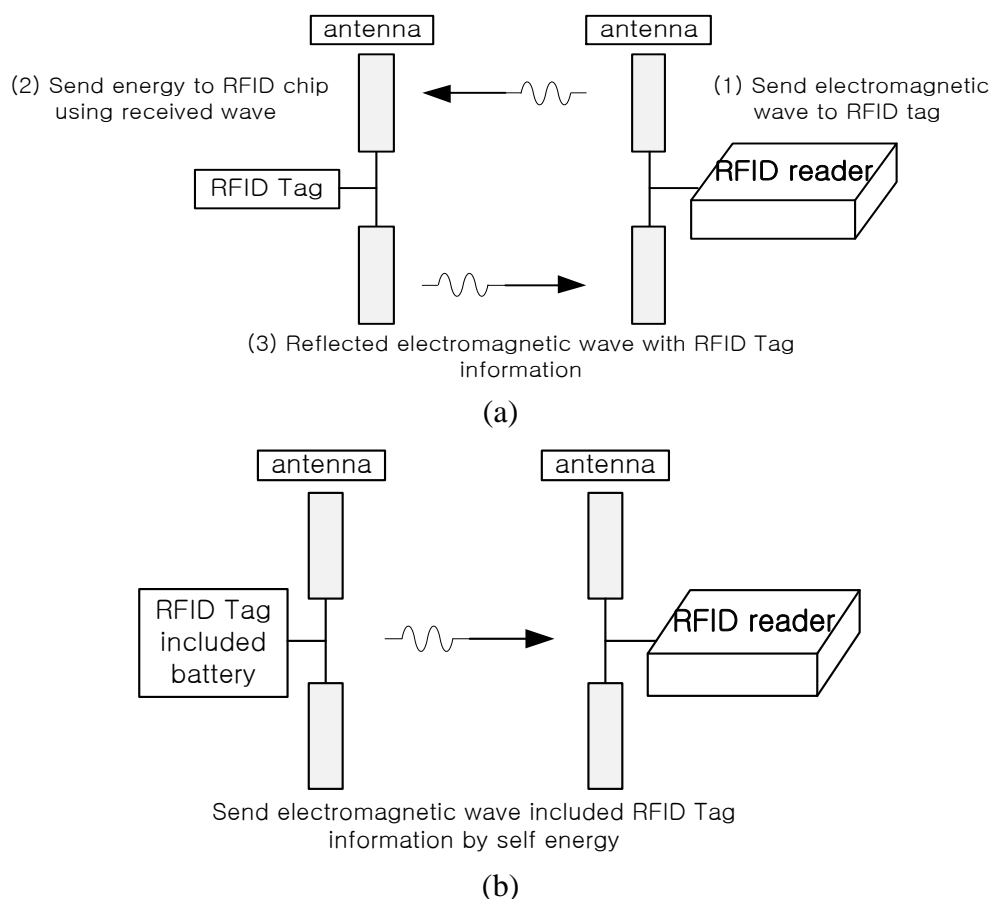 antenna
antenna
(2) Send energy to RFID chip
using received wave
(1) Send electromagnetic
wave to RFID tag
RFID Tag
RFID reader
(3) Reflected electromagnetic wave with RFID Tag
information
(a)
antenna
antenna
RFID Tag
included
battery
RFID reader
Send electromagnetic wave included RFID Tag
information by self energy
(b)